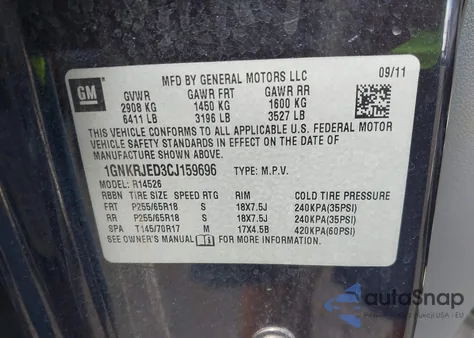 GM
MFD BY GENERAL MOTORS LLC 09/11
GVWR GAWR FRT GAWR RR
2908 KG 1450 KG 1600 KG
6411 LB 3196 LB 3527 LB
THIS VEHICLE CONFORMS TO ALL APPLICABLE U.S. FEDERAL MOTOR
VEHICLE SAFETY STANDARDS IN EFFECT ON THE DATE OF
MANUFACTURE SHOWN ABOVE.
1GNKRJED3CJ159696 TYPE: M.P.V.
MODEL: R14526
RBBN TIRE SIZE SPEED RTG RIM COLD TIRE PRESSURE
FRT P255/65R18 S 18X7.5J 240KPA(35PSI)
RR P255/65R18 S 18X7.5J 240KPA(35PSI)
SPA T145/70R17 M 17X4.5B 420KPA(60PSI)
SEE OWNER'S MANUAL FOR MORE INFORMATION.
autoSnap
USA - EU